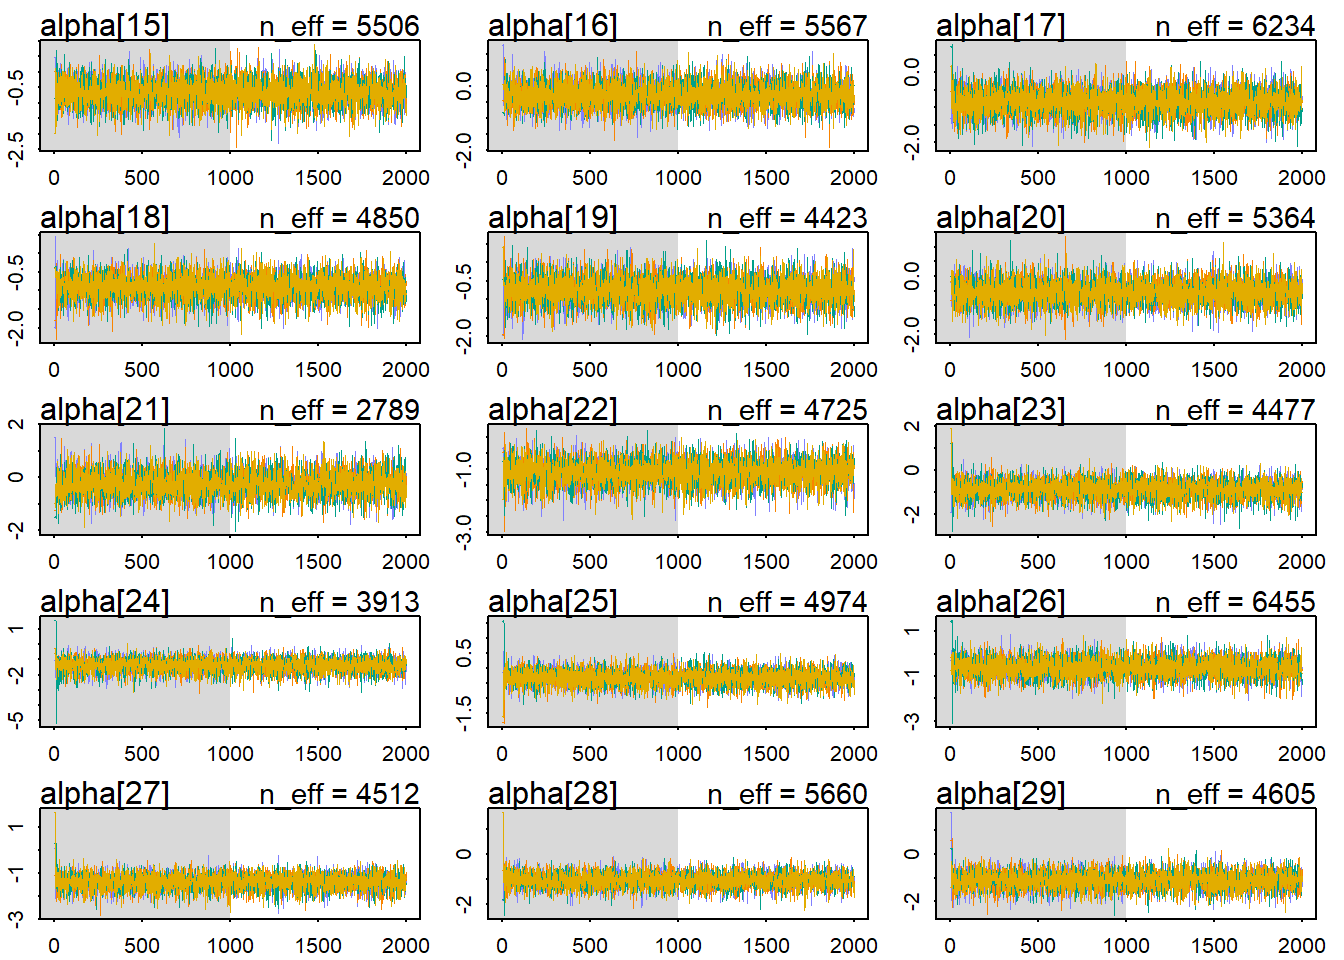 alpha[15] n_eff = 5506 alpha[16] n_eff = 5567 alpha[17] n_eff = 6234
-0.5 0.0 0.0
-2.5 -2.0 -2.0
0 500 1000 1500 2000 0 500 1000 1500 2000 0 500 1000 1500 2000
alpha[18] n_eff = 4850 alpha[19] n_eff = 4423 alpha[20] n_eff = 5364
-0.5 -0.5 0.0
-2.0 -2.0 -2.0
0 500 1000 1500 2000 0 500 1000 1500 2000 0 500 1000 1500 2000
alpha[21] n_eff = 2789 alpha[22] n_eff = 4725 alpha[23] n_eff = 4477
2 -1.0 2
0 -3.0 0
-2 -2
0 500 1000 1500 2000 0 500 1000 1500 2000 0 500 1000 1500 2000
alpha[24] n_eff = 3913 alpha[25] n_eff = 4974 alpha[26] n_eff = 6455
1 0.5 1
-2 -1.5 -1
-5 -3
0 500 1000 1500 2000 0 500 1000 1500 2000 0 500 1000 1500 2000
alpha[27] n_eff = 4512 alpha[28] n_eff = 5660 alpha[29] n_eff = 4605
1 0 0
-1 -2 -2
-3
0 500 1000 1500 2000 0 500 1000 1500 2000 0 500 1000 1500 2000